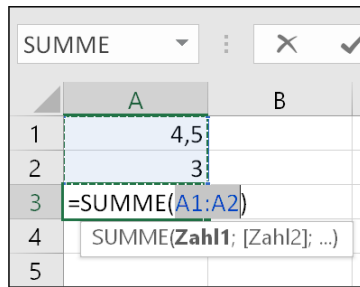 SUMME
A B
1 4,5
2 3
3 =SUMME(A1:A2)
4 SUMME(Zahl1; [Zahl2]; ...)
5